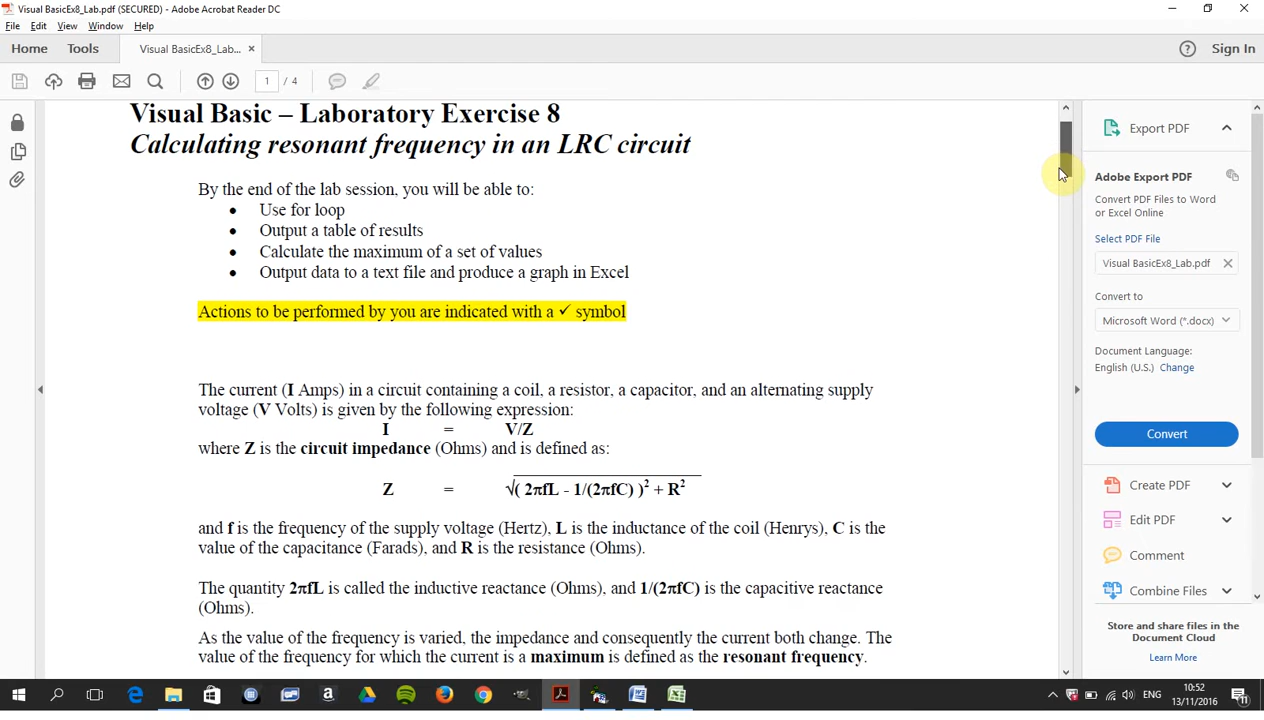 Visual BasicEx8_Lab.pdf (SECURED) - Adobe Acrobat Reader DC
File Edit View Window Help
Home Tools Visual BasicEx8_Lab... × Sign In
1 / 4
Visual Basic – Laboratory Exercise 8
Calculating resonant frequency in an LRC circuit
By the end of the lab session, you will be able to:
• Use for loop
• Output a table of results
• Calculate the maximum of a set of values
• Output data to a text file and produce a graph in Excel
Actions to be performed by you are indicated with a ✓ symbol
The current (I Amps) in a circuit containing a coil, a resistor, a capacitor, and an alternating supply
voltage (V Volts) is given by the following expression:
I = V/Z
where Z is the circuit impedance (Ohms) and is defined as:
Z = √( 2πfL - 1/(2πfC) )² + R²
and f is the frequency of the supply voltage (Hertz), L is the inductance of the coil (Henrys), C is the
value of the capacitance (Farads), and R is the resistance (Ohms).
The quantity 2πfL is called the inductive reactance (Ohms), and 1/(2πfC) is the capacitive reactance
(Ohms).
As the value of the frequency is varied, the impedance and consequently the current both change. The
value of the frequency for which the current is a maximum is defined as the resonant frequency.
Export PDF
Adobe Export PDF
Convert PDF Files to Word
or Excel Online
Select PDF File
Visual BasicEx8_Lab.pdf ×
Convert to
Microsoft Word (*.docx)
Document Language:
English (U.S.) Change
Convert
Create PDF
Edit PDF
Comment
Combine Files
Store and share files in the
Document Cloud
Learn More
ENG
10:52
13/11/2016